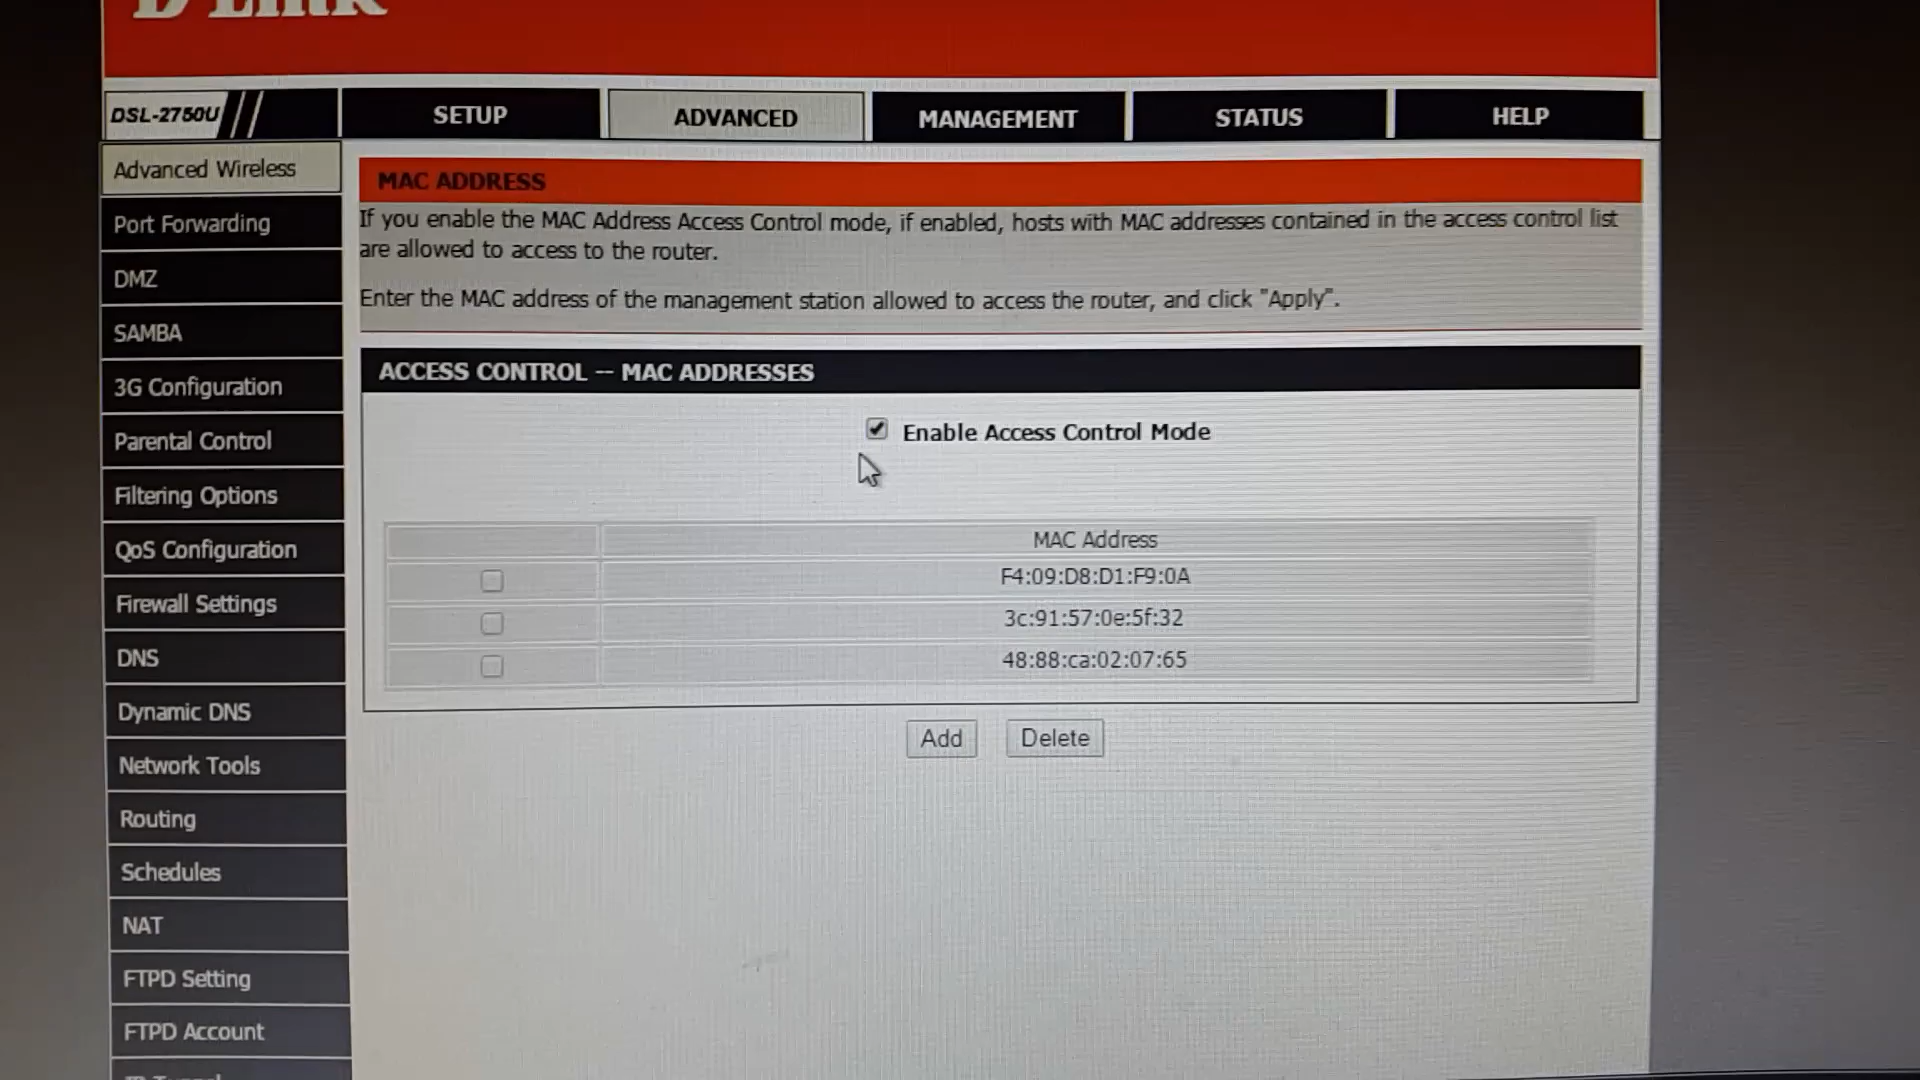 D-Link
DSL-2750U
SETUP
ADVANCED
MANAGEMENT
STATUS
HELP
Advanced Wireless
Port Forwarding
DMZ
SAMBA
3G Configuration
Parental Control
Filtering Options
QoS Configuration
Firewall Settings
DNS
Dynamic DNS
Network Tools
Routing
Schedules
NAT
FTPD Setting
FTPD Account
MAC ADDRESS
If you enable the MAC Address Access Control mode, if enabled, hosts with MAC addresses contained in the access control list
are allowed to access to the router.
Enter the MAC address of the management station allowed to access the router, and click "Apply".
ACCESS CONTROL -- MAC ADDRESSES
Enable Access Control Mode
MAC Address
F4:09:D8:D1:F9:0A
3c:91:57:0e:5f:32
48:88:ca:02:07:65
Add
Delete